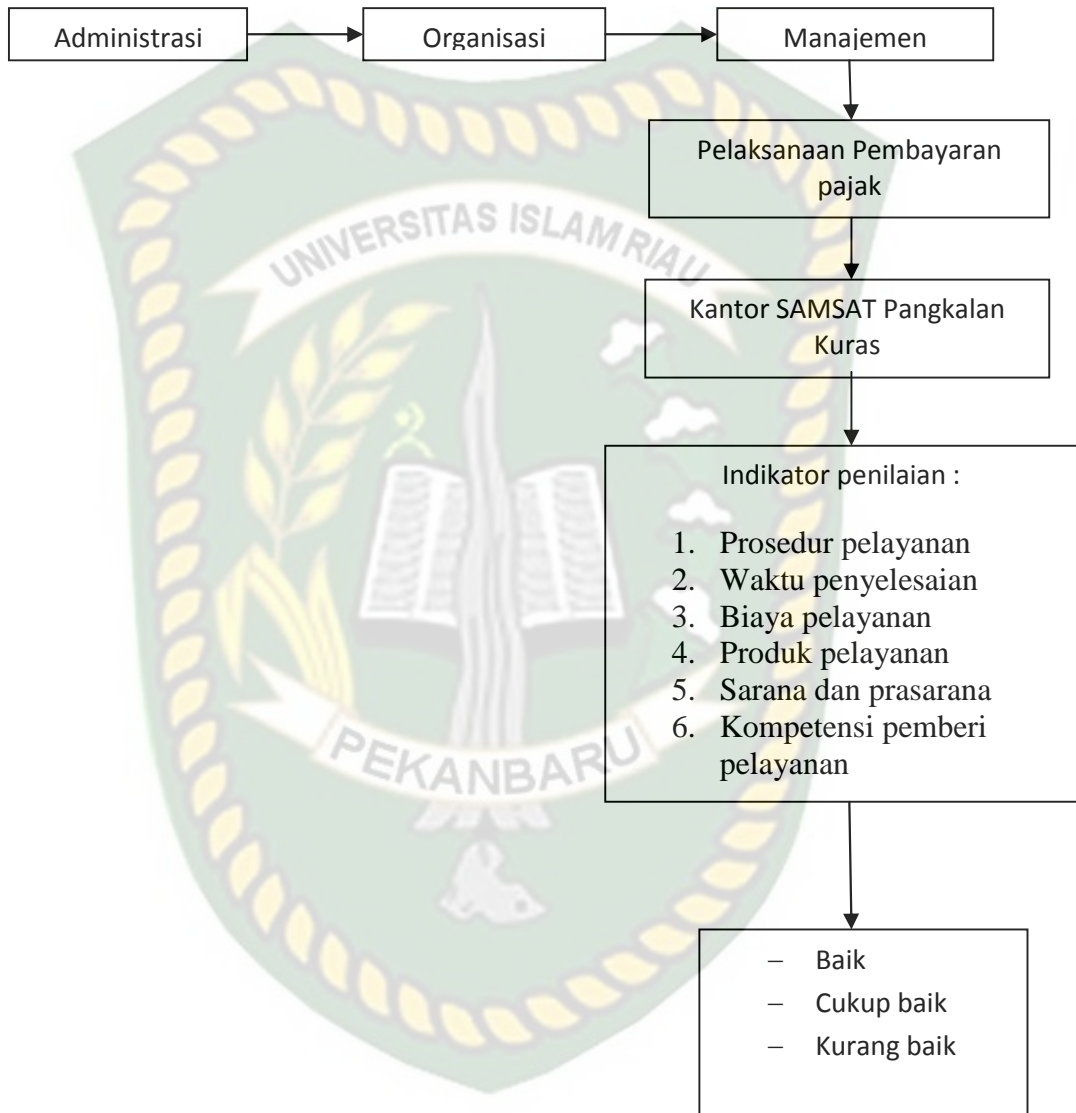 Administrasi
Organisasi
Manajemen
Pelaksanaan Pembayaran
pajak
Kantor SAMSAT Pangkalan
Kuras
Indikator penilaian :
1. Prosedur pelayanan
2. Waktu penyelesaian
3. Biaya pelayanan
4. Produk pelayanan
5. Sarana dan prasarana
6. Kompetensi pemberi
pelayanan
– Baik
– Cukup baik
– Kurang baik
UNIVERSITAS ISLAM RIAU
PEKANBARU